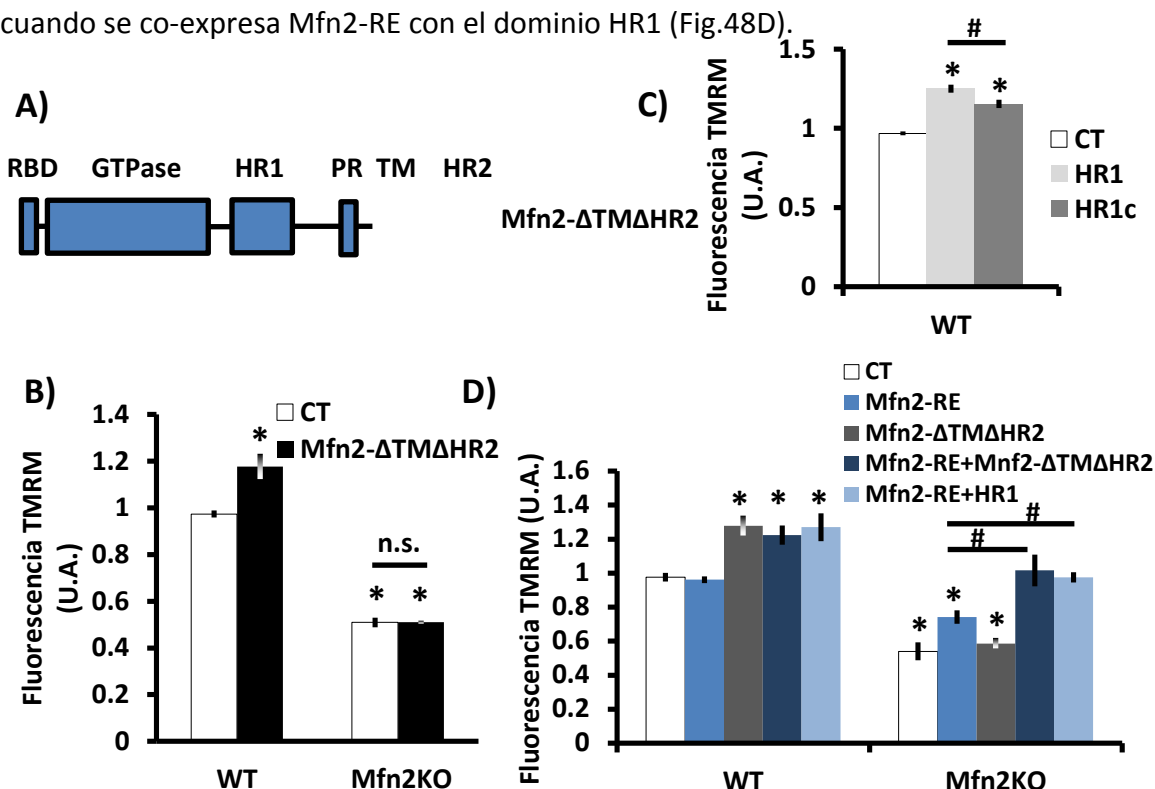 cuando se co-expresa Mfn2-RE con el dominio HR1 (Fig.48D).
A)
RBD GTPase HR1 PR TM HR2
Mfn2-ΔTMΔHR2
C)
Fluorescencia TMRM
(U.A.)
1.5
1
0.5
0
#
* *
WT
CT
HR1
HR1c
B)
Fluorescencia TMRM
(U.A.)
1.4
1.2
1
0.8
0.6
0.4
0.2
0
*
n.s.
* *
WT Mfn2KO
CT
Mfn2-ΔTMΔHR2
D)
CT
Mfn2-RE
Mfn2-ΔTMΔHR2
Mfn2-RE+Mnf2-ΔTMΔHR2
Mfn2-RE+HR1
Fluorescencia TMRM (U.A.)
1.6
1.4
1.2
1
0.8
0.6
0.4
0.2
0
* * *
#
#
* * *
WT Mfn2KO